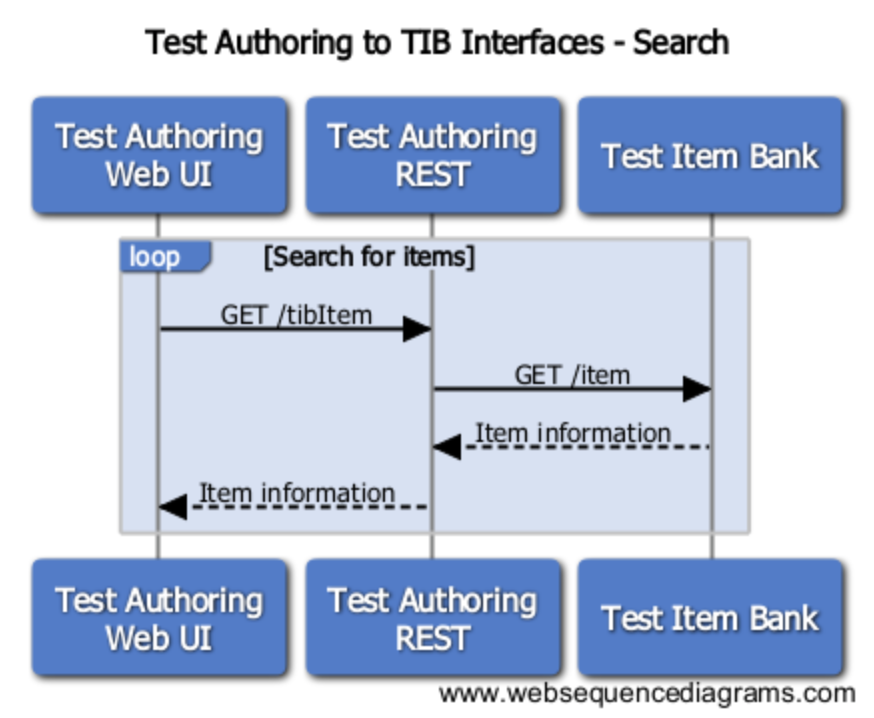 Test Authoring to TIB Interfaces - Search
Test Authoring
Web UI
Test Authoring
REST
Test Item Bank
loop
[Search for items]
GET /tibItem
GET /item
Item information
Item information
Test Authoring
Web UI
Test Authoring
REST
Test Item Bank
www.websequencediagrams.com